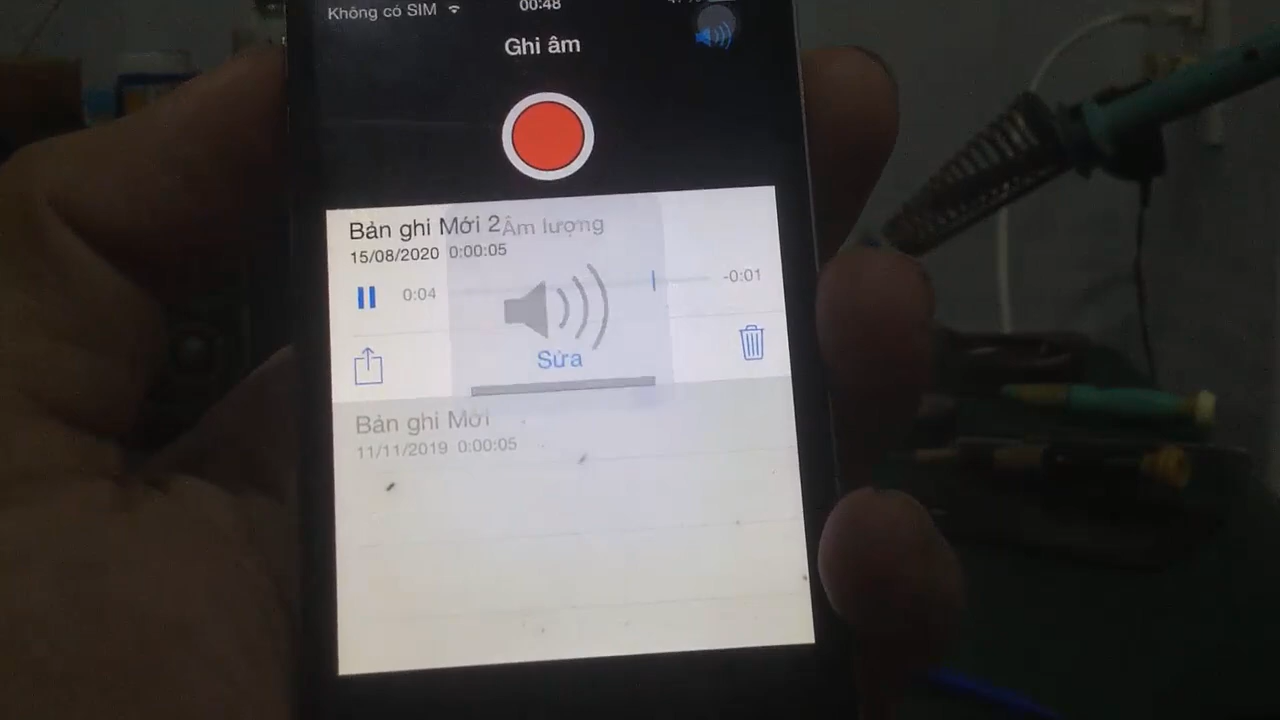 Không có SIM 00:48
Ghi âm
Bản ghi Mới 2
Âm lượng
15/08/2020 0:00:05
0:04 -0:01
Sửa
Bản ghi Mới
11/11/2019 0:00:05